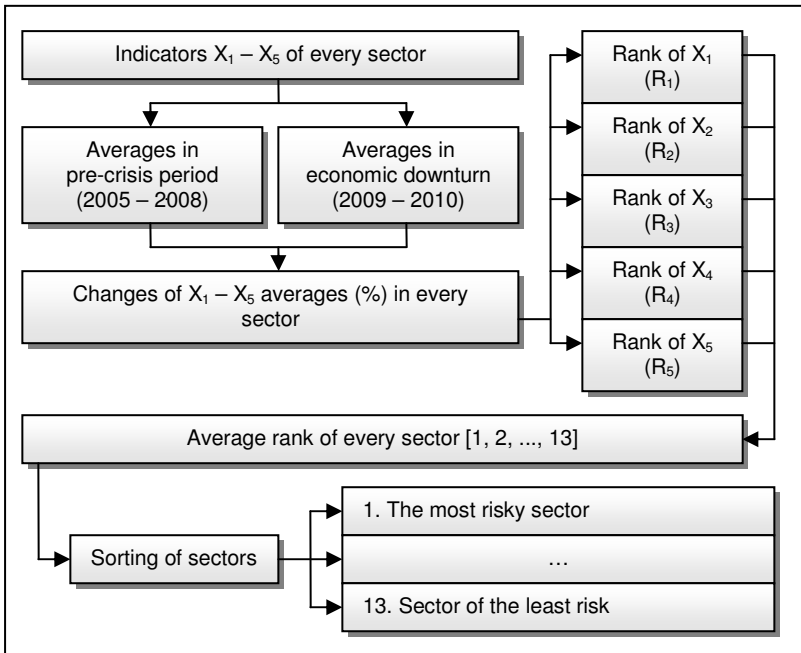 Indicators X₁ – X₅ of every sector
Averages in
pre-crisis period
(2005 – 2008)
Averages in
economic downturn
(2009 – 2010)
Changes of X₁ – X₅ averages (%) in every
sector
Rank of X₁
(R₁)
Rank of X₂
(R₂)
Rank of X₃
(R₃)
Rank of X₄
(R₄)
Rank of X₅
(R₅)
Average rank of every sector [1, 2, ..., 13]
Sorting of sectors
1. The most risky sector
…
13. Sector of the least risk